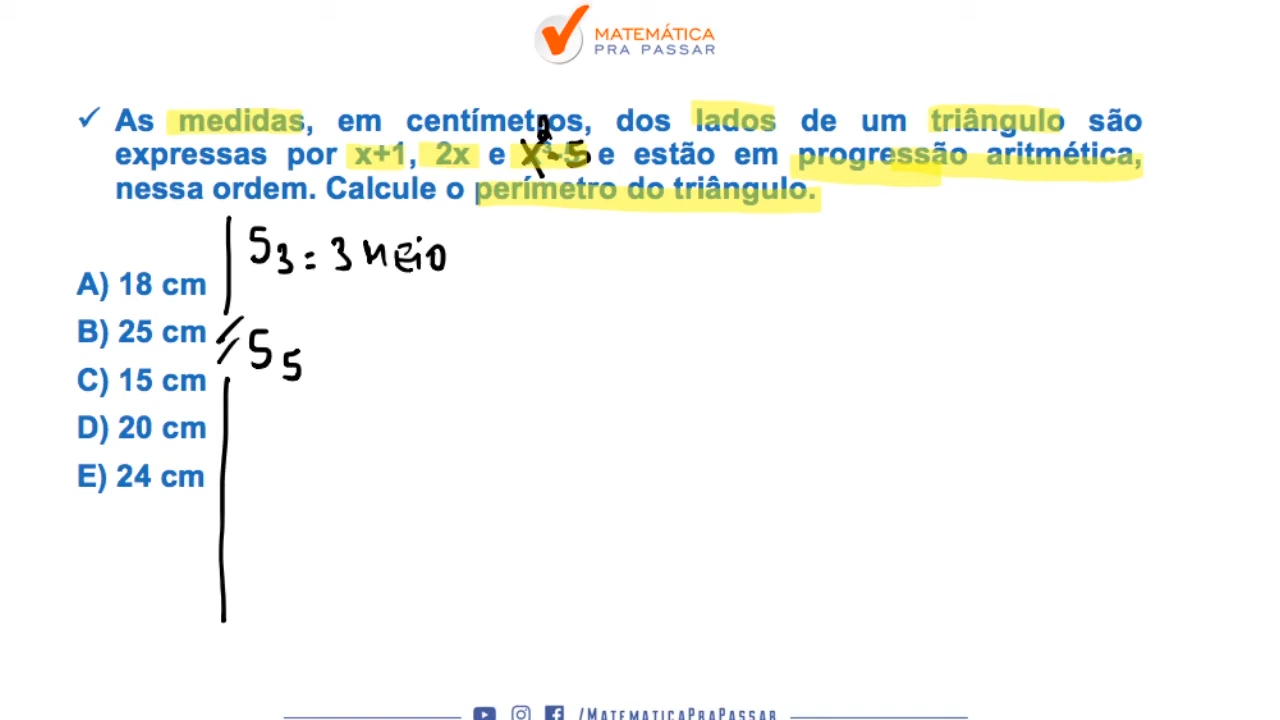 MATEMÁTICA
PRA PASSAR
✓ As medidas, em centímetros, dos lados de um triângulo são
expressas por x+1, 2x e x²-5 e estão em progressão aritmética,
nessa ordem. Calcule o perímetro do triângulo.
S3 = 3 MEIO
A) 18 cm
B) 25 cm
S5
C) 15 cm
D) 20 cm
E) 24 cm
/MATEMATICAPRAPASSAR